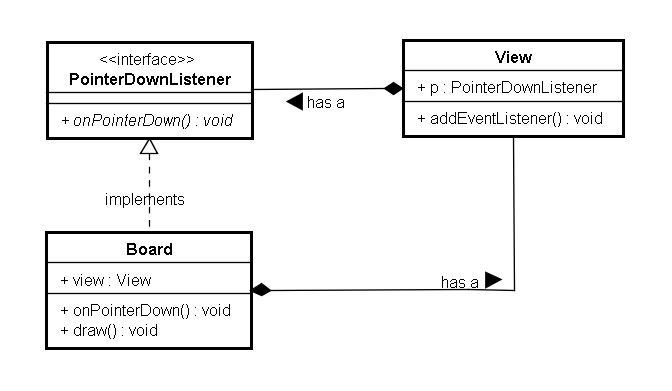 <<interface>>
PointerDownListener
+ onPointerDown() : void
View
+ p : PointerDownListener
+ addEventListener() : void
has a
implements
Board
+ view : View
+ onPointerDown() : void
+ draw() : void
has a